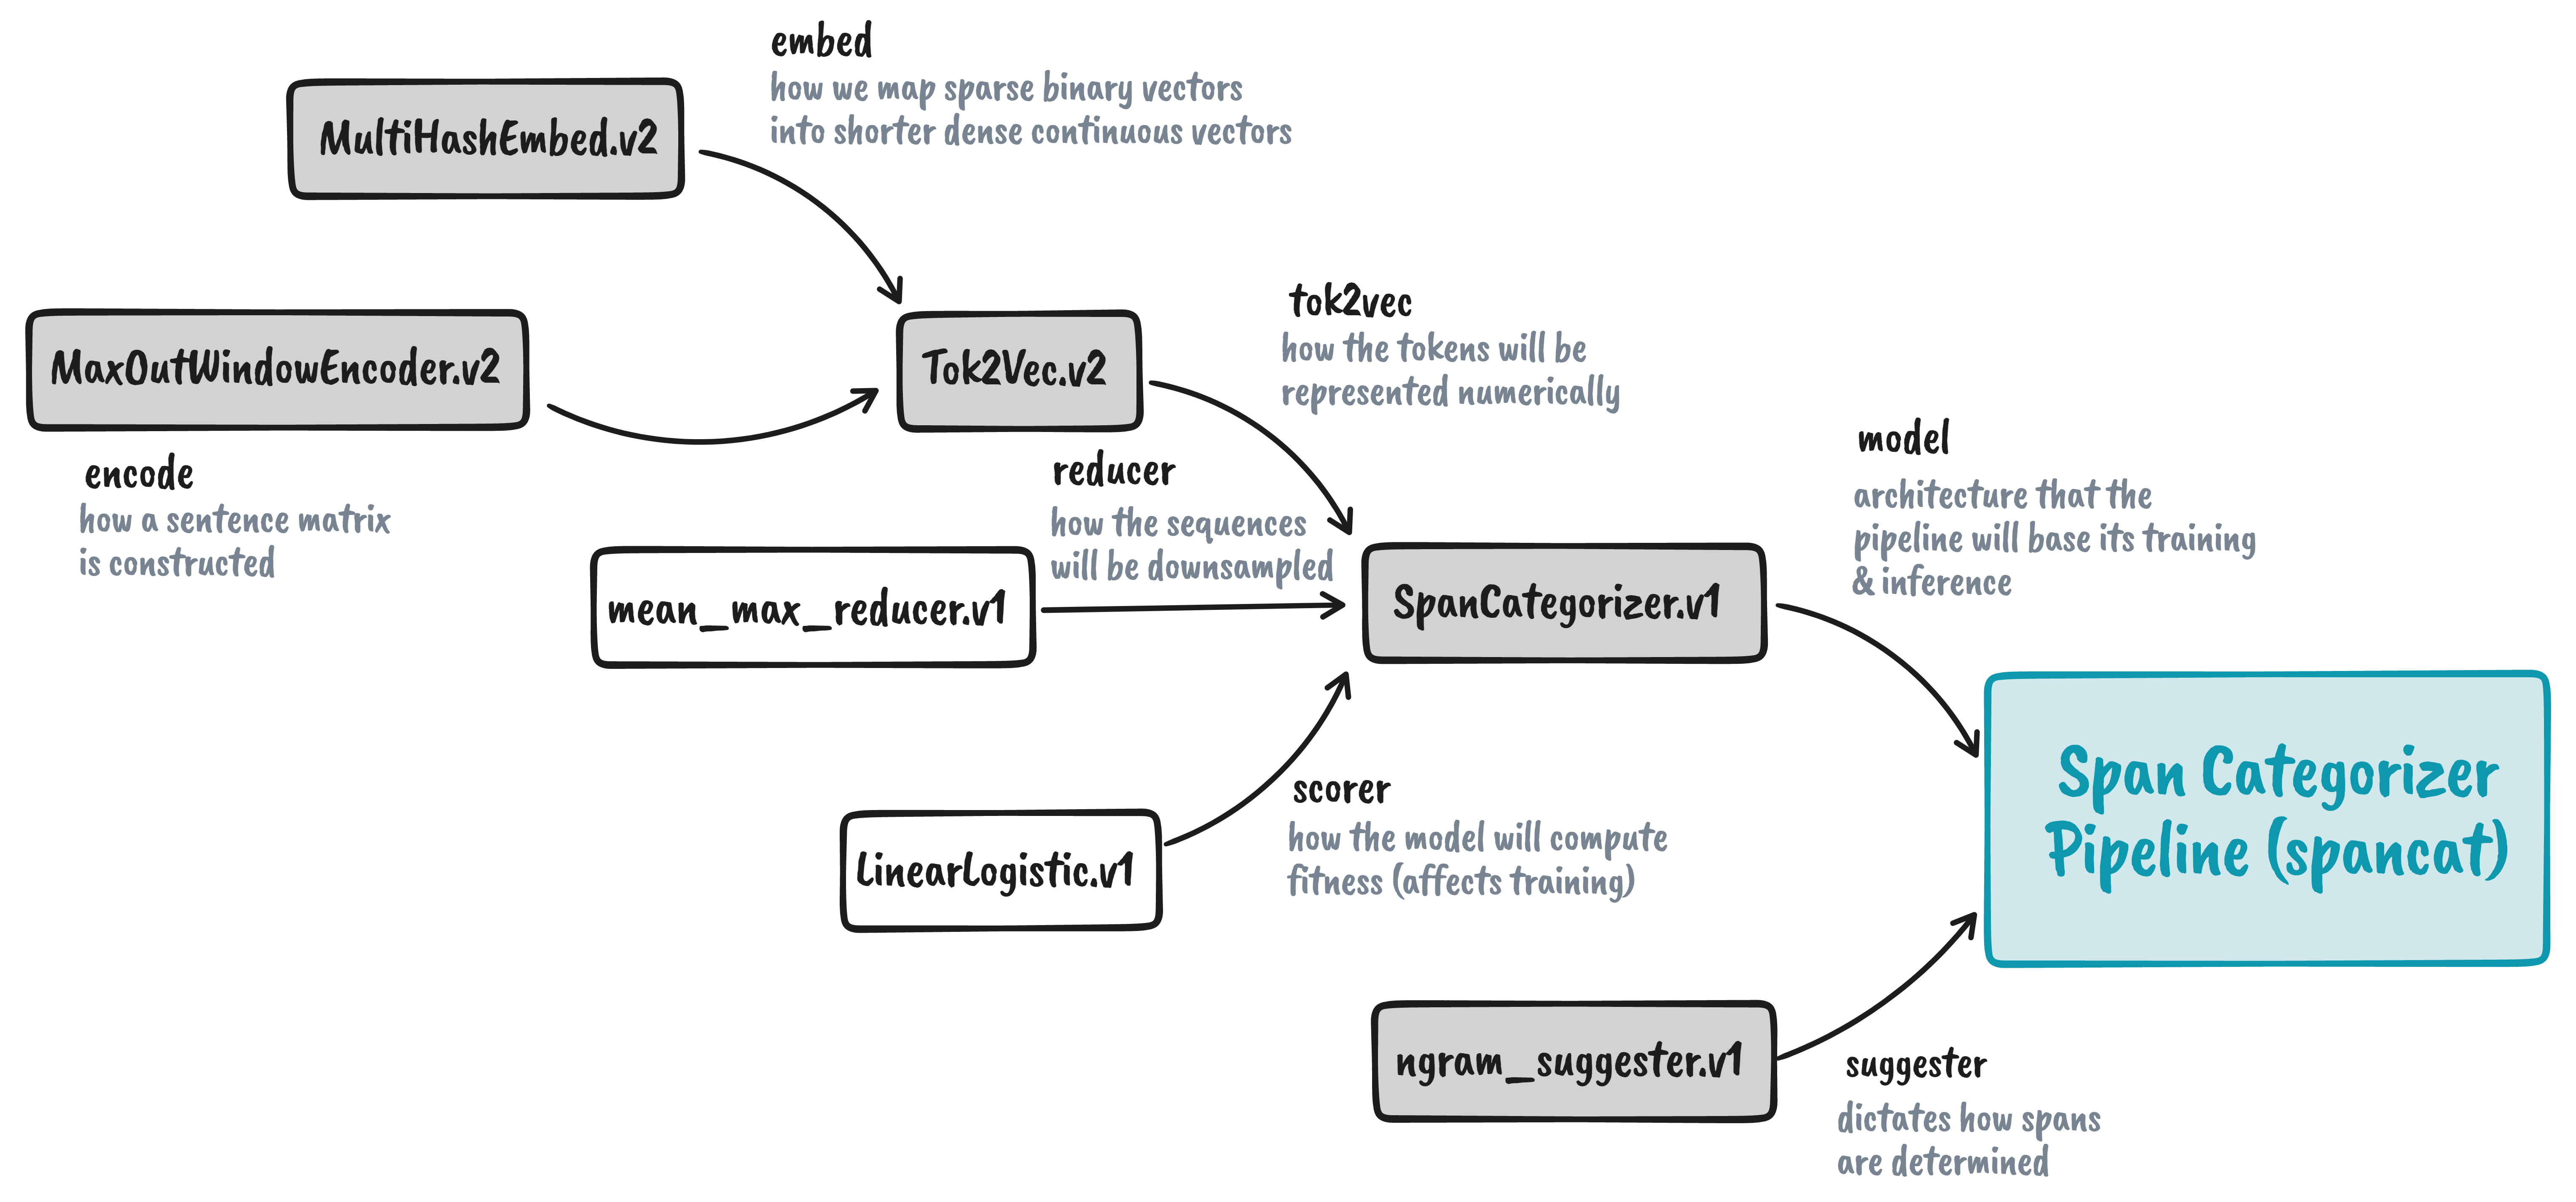 embed
how we map sparse binary vectors
into shorter dense continuous vectors
MultiHashEmbed.v2
MaxOutWindowEncoder.v2
encode
how a sentence matrix
is constructed
Tok2Vec.v2
tok2vec
how the tokens will be
represented numerically
reducer
how the sequences
will be downsampled
mean_max_reducer.v1
SpanCategorizer.v1
model
architecture that the
pipeline will base its training
& inference
LinearLogistic.v1
scorer
how the model will compute
fitness (affects training)
Span Categorizer
Pipeline (spancat)
ngram_suggester.v1
suggester
dictates how spans
are determined